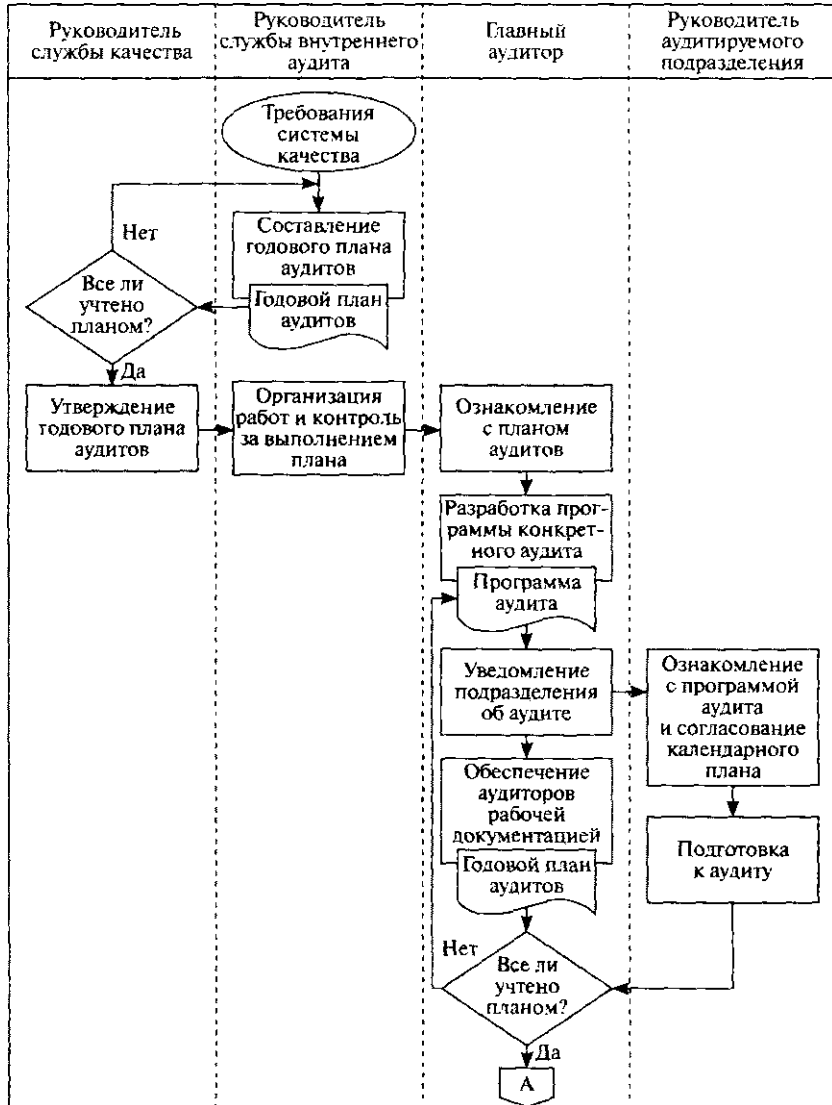 Руководитель
службы качества
Руководитель
службы внутреннего
аудита
Главный
аудитор
Руководитель
аудитируемого
подразделения
Требования
системы
качества
Нет
Составление
годового плана
аудитов
Годовой план
аудитов
Все ли
учтено
планом?
Да
Утверждение
годового плана
аудитов
Организация
работ и контроль
за выполнением
плана
Ознакомление
с планом
аудитов
Разработка прог-
раммы конкрет-
ного аудита
Программа
аудита
Уведомление
подразделения
об аудите
Ознакомление
с программой
аудита
и согласование
календарного
плана
Обеспечение
аудиторов
рабочей
документацией
Годовой план
аудитов
Подготовка
к аудиту
Нет
Все ли
учтено
планом?
Да
А